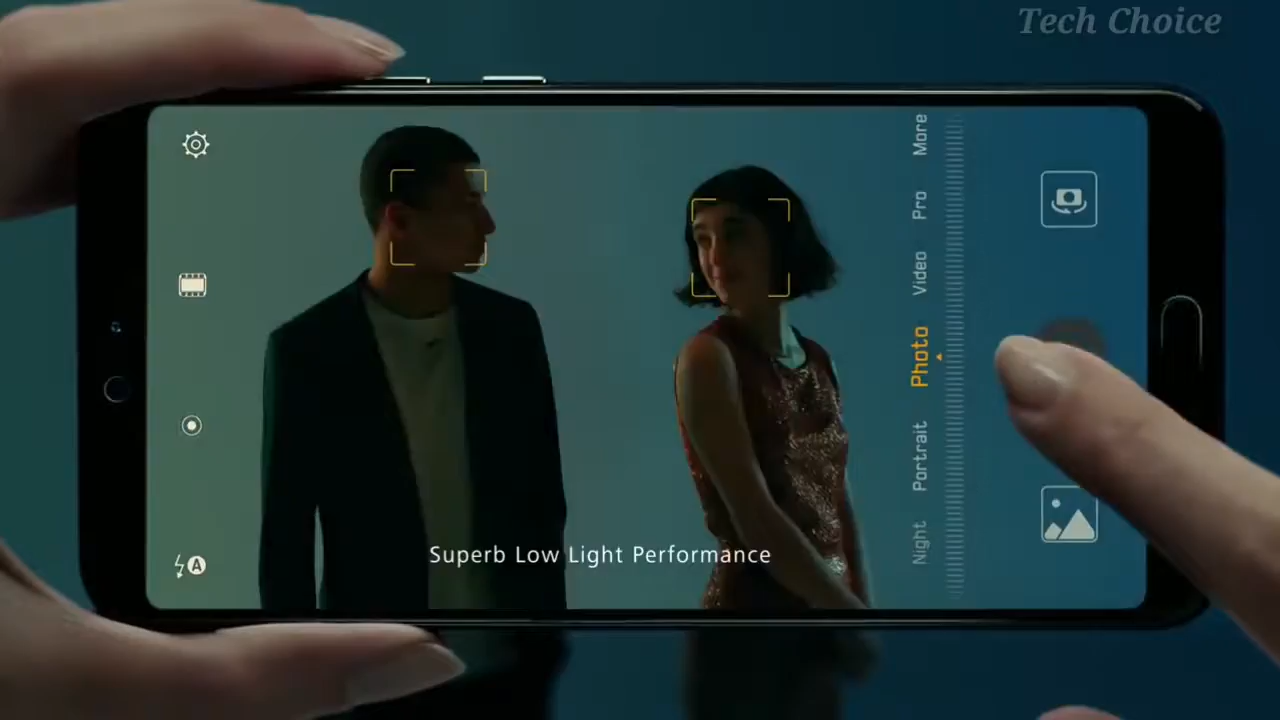 Tech Choice
More
Pro
Video
Photo
Portrait
Night
A
Superb Low Light Performance